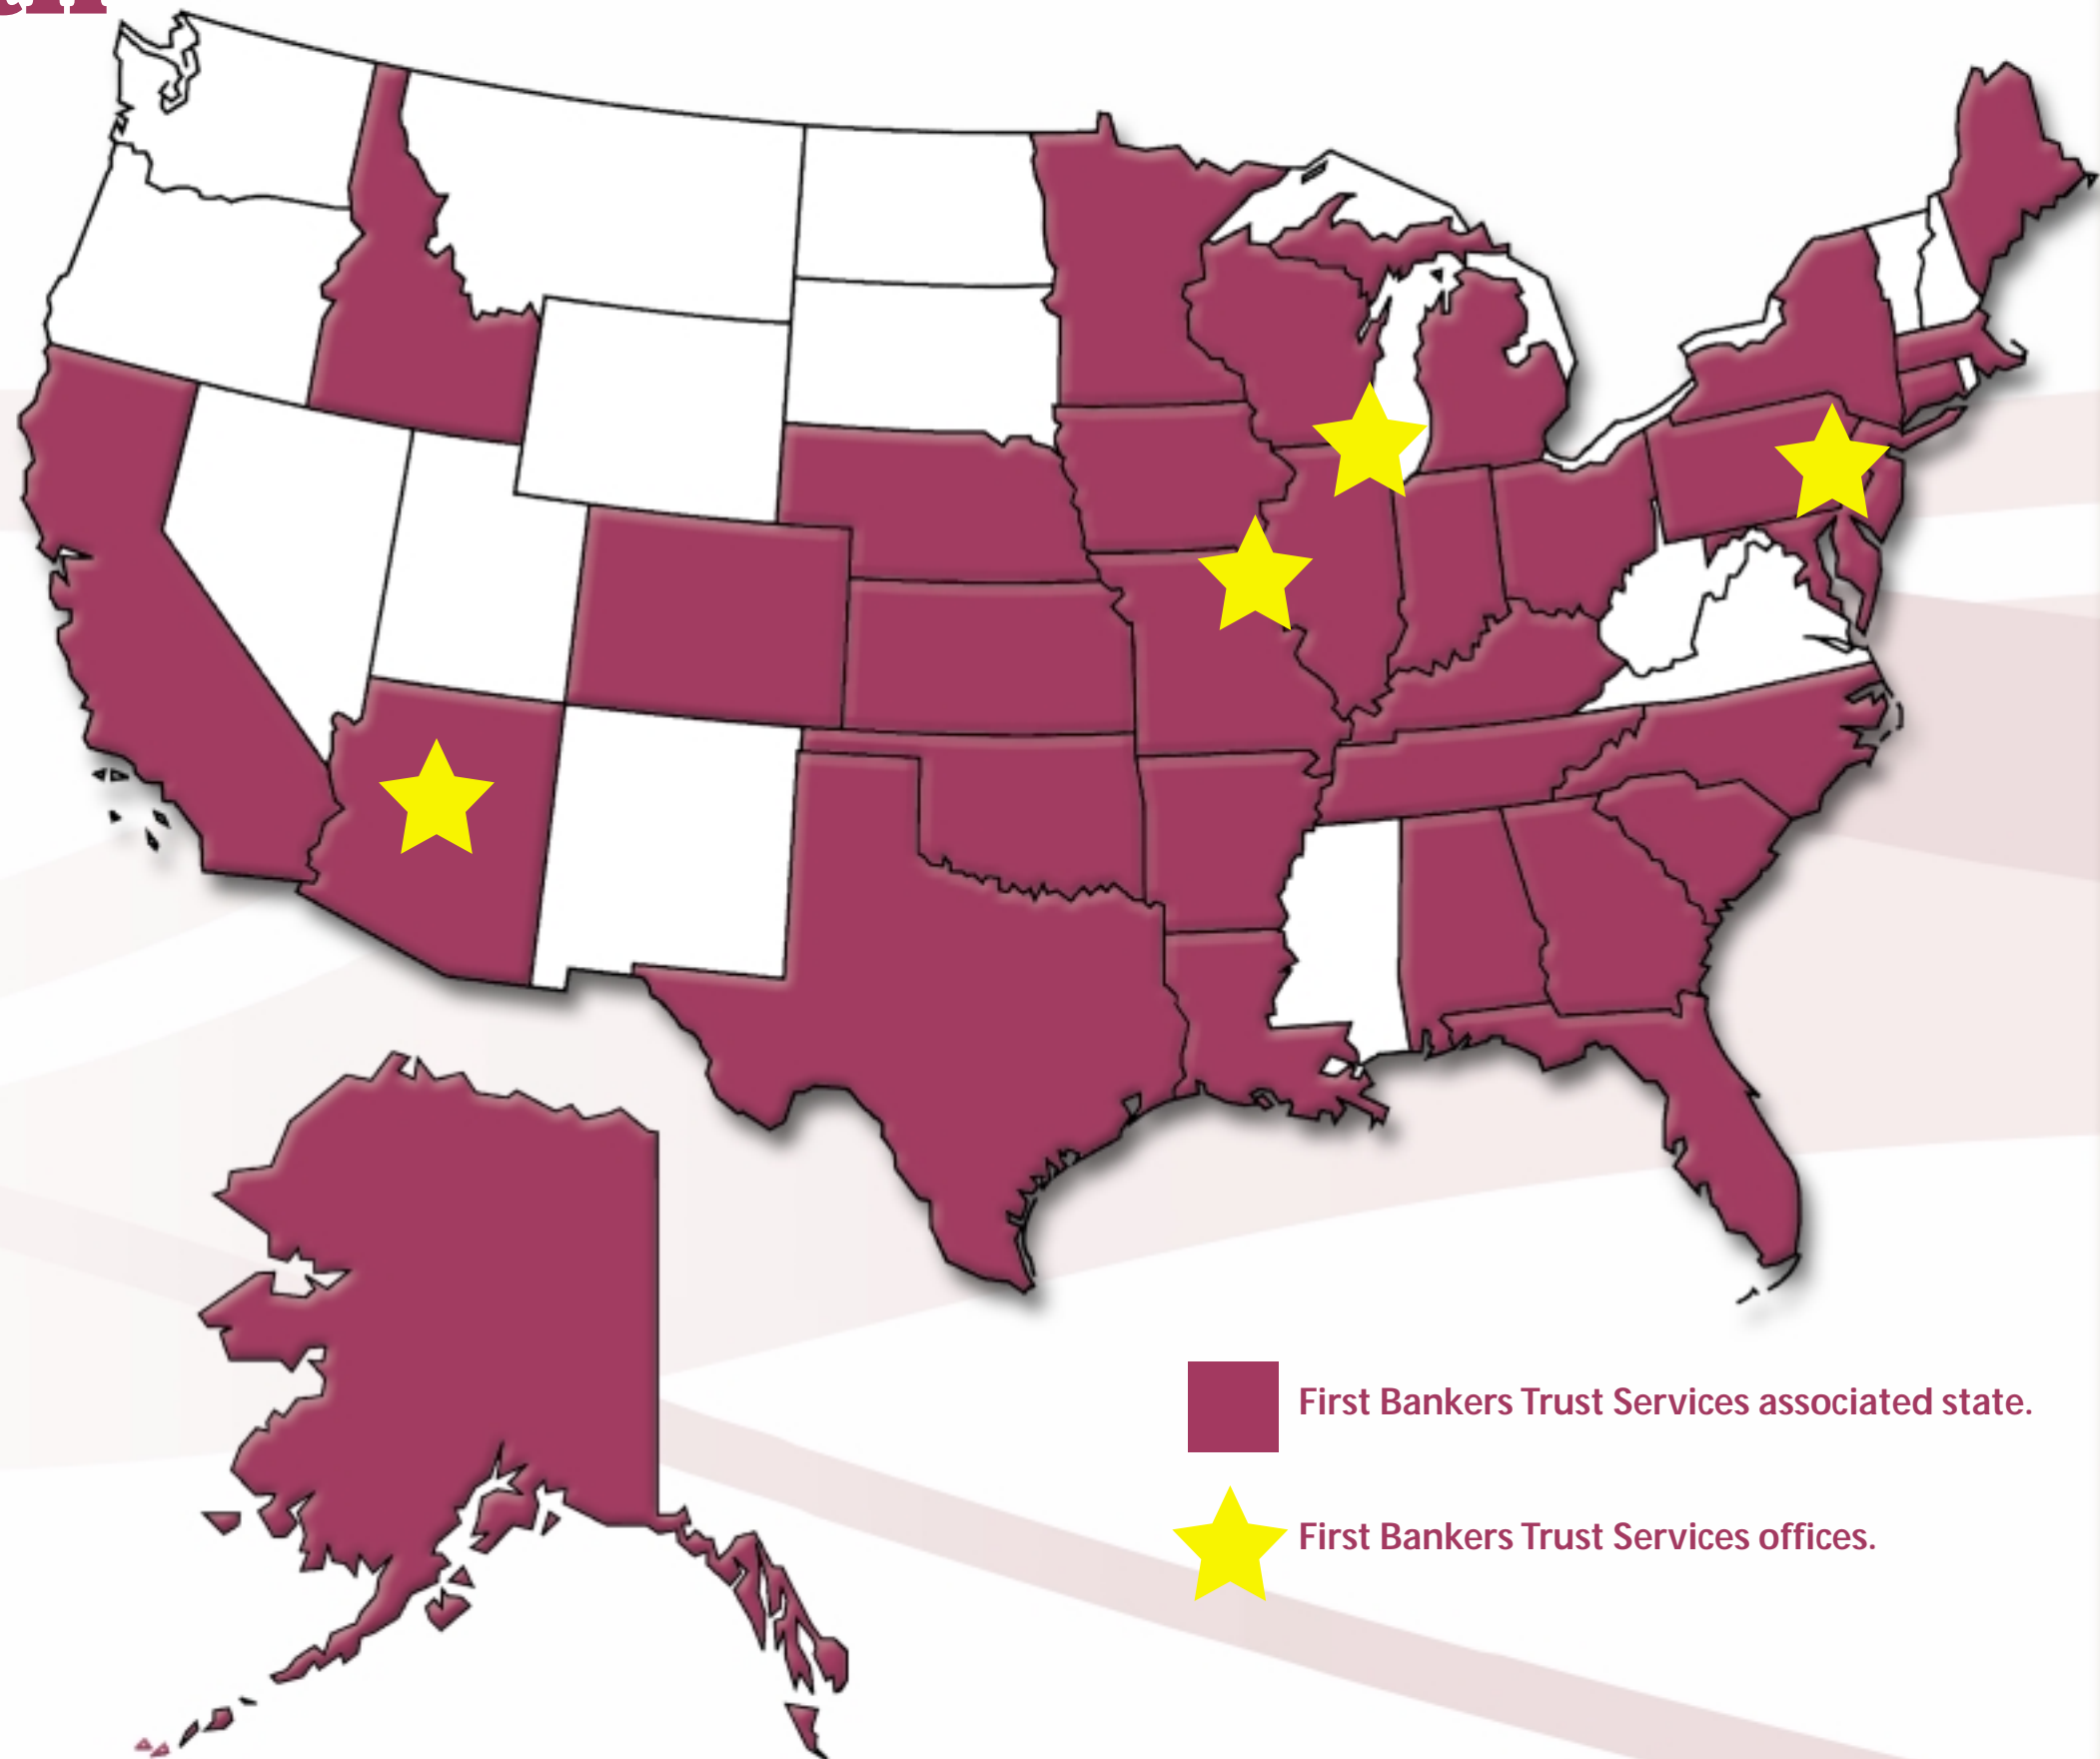 First Bankers Trust Services associated state.
First Bankers Trust Services offices.